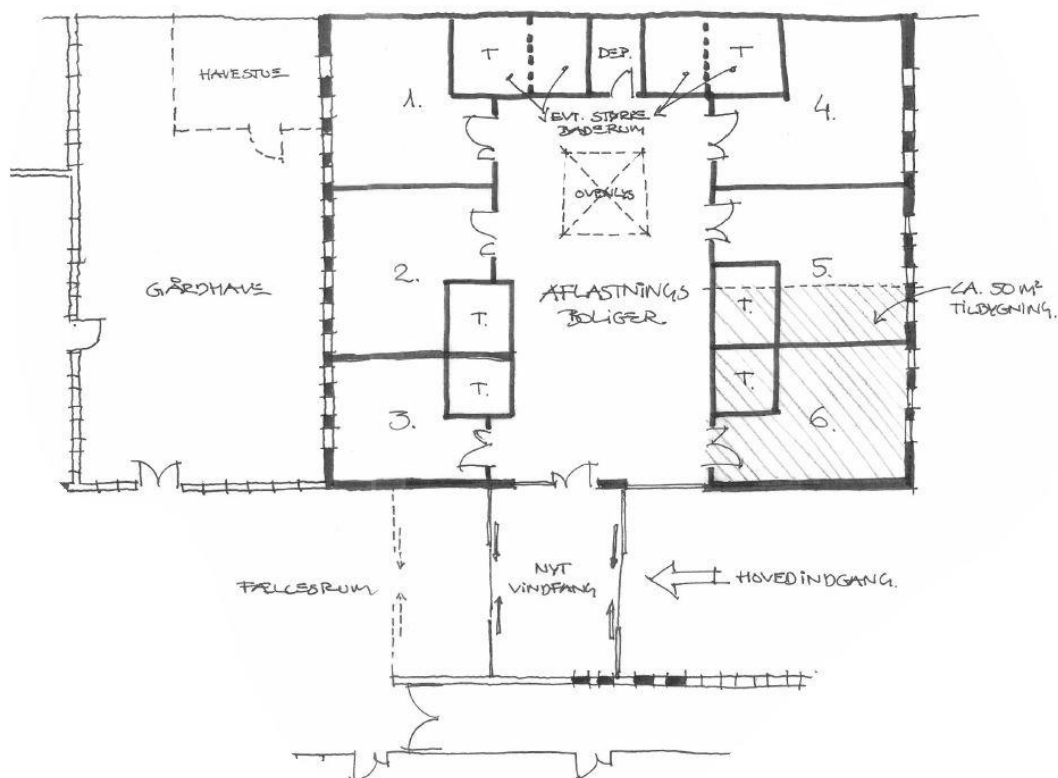 HAVESTUE
T
DEP.
T
1.
EVT. STØRRE
BADERUM
4.
OVENLYS
2.
5.
GÅRDHAVE
AFLASTNINGS
BOLIGER
T.
T.
CA. 50 M²
TILBYGNING.
T.
T.
3.
6.
FÆLLESRUM
NYT
VINDFANG
HOVEDINDGANG.